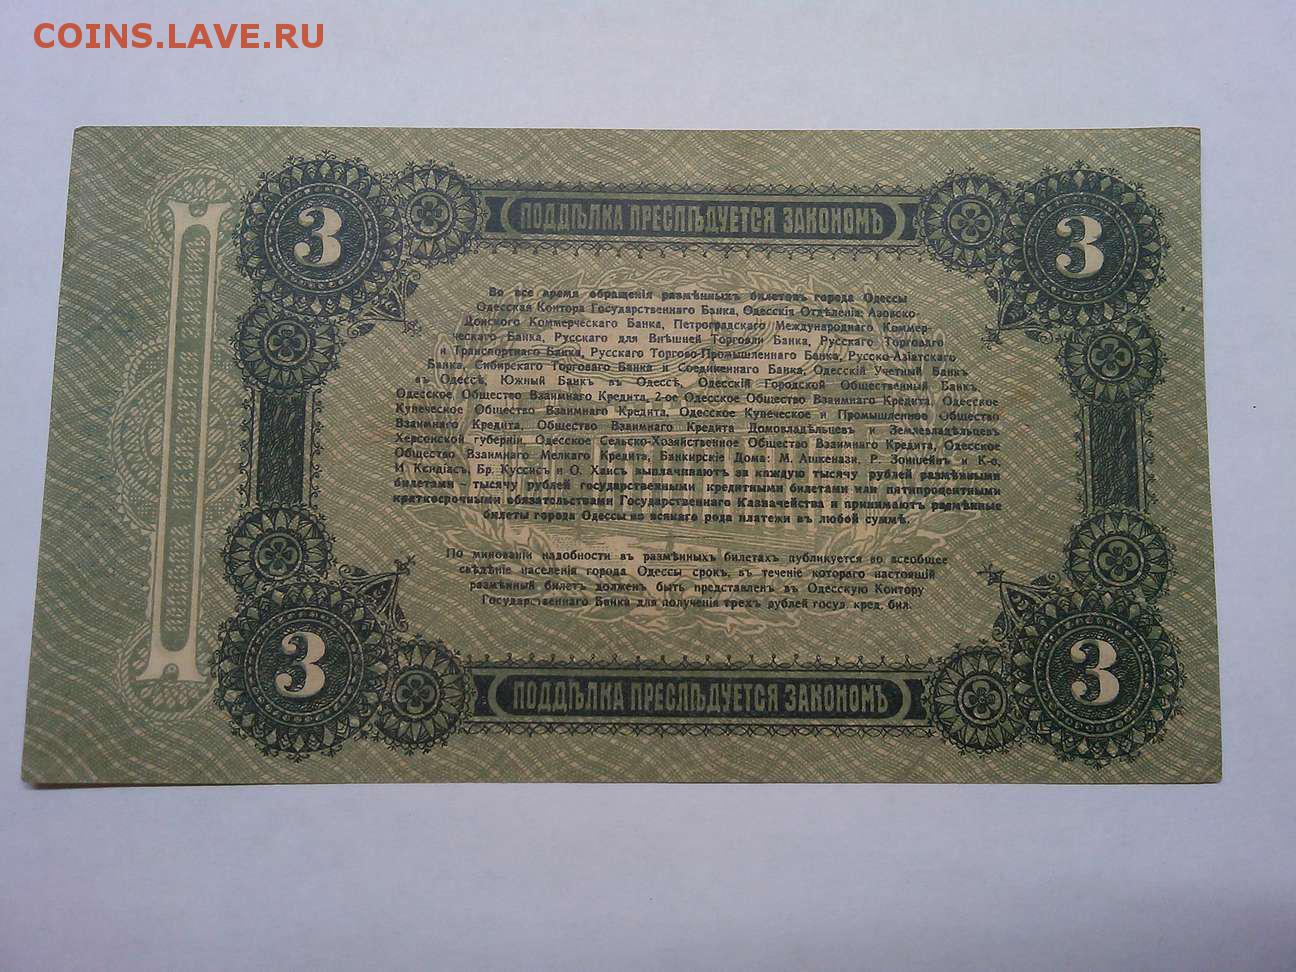 COINS.LAVE.RU
3
ПОДДѢЛКА ПРЕСЛѢДУЕТСЯ ЗАКОНОМЪ
3
Во все время обращенія размѣнныхъ билетовъ города Одессы
Одесская Контора Государственнаго Банка, Одесскія Отдѣленія: Азовско-
Донского Коммерческаго Банка, Петроградскаго Международнаго Коммер-
ческаго Банка, Русскаго для Внѣшней Торговли Банка, Русскаго Торговаго
и Транспортнаго Банка, Русскаго Торгово-Промышленнаго Банка, Русско-Азіатскаго
Банка, Сибирскаго Торговаго Банка и Соединеннаго Банка, Одесскій Учетный Банкъ
въ Одессѣ, Южный Банкъ въ Одессѣ, Одесскій Городской Общественный Банкъ,
Одесское Общество Взаимнаго Кредита, 2-ое Одесское Общество Взаимнаго Кредита, Одесское
Купеческое Общество Взаимнаго Кредита, Одесское Купеческое и Промышленное Общество
Взаимнаго Кредита, Общество Взаимнаго Кредита Домовладѣльцевъ и Землевладѣльцевъ
Херсонской губерніи, Одесское Сельско-Хозяйственное Общество Взаимнаго Кредита, Одесское
Общество Взаимнаго Мелкаго Кредита, Банкирскіе Дома: М. Ашкенази, Р. Зонщейнъ и К-о,
И. Ксидіасъ, Бр. Куссисъ и О. Хаисъ выплачиваютъ за каждую тысячу рублей размѣнными
билетами - тысячу рублей государственными кредитными билетами или пятипроцентными
краткосрочными обязательствами Государственнаго Казначейства и принимаютъ размѣнные
билеты города Одессы во всякаго рода платежи въ любой суммѣ.
По минованіи надобности въ размѣнныхъ билетахъ публикуется во всеобщее
свѣдѣніе населенія города Одессы срокъ, въ теченіе котораго настоящій
размѣнный билетъ долженъ быть представленъ въ Одесскую Контору
Государственнаго Банка для полученія трехъ рублей госуд. кред. бил.
3
ПОДДѢЛКА ПРЕСЛѢДУЕТСЯ ЗАКОНОМЪ
3